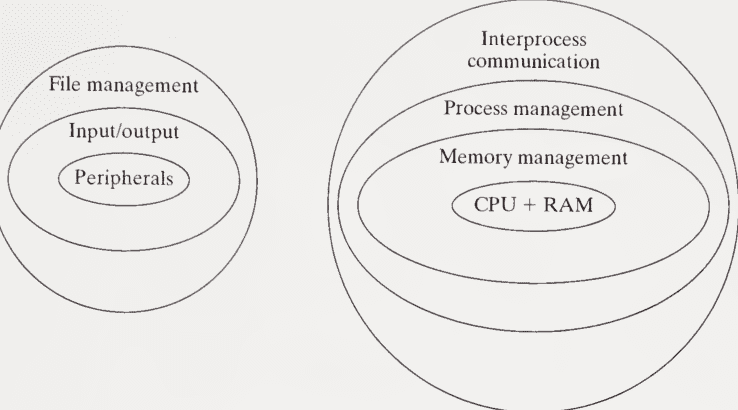 File management
Input/output
Peripherals
Interprocess
communication
Process management
Memory management
CPU + RAM